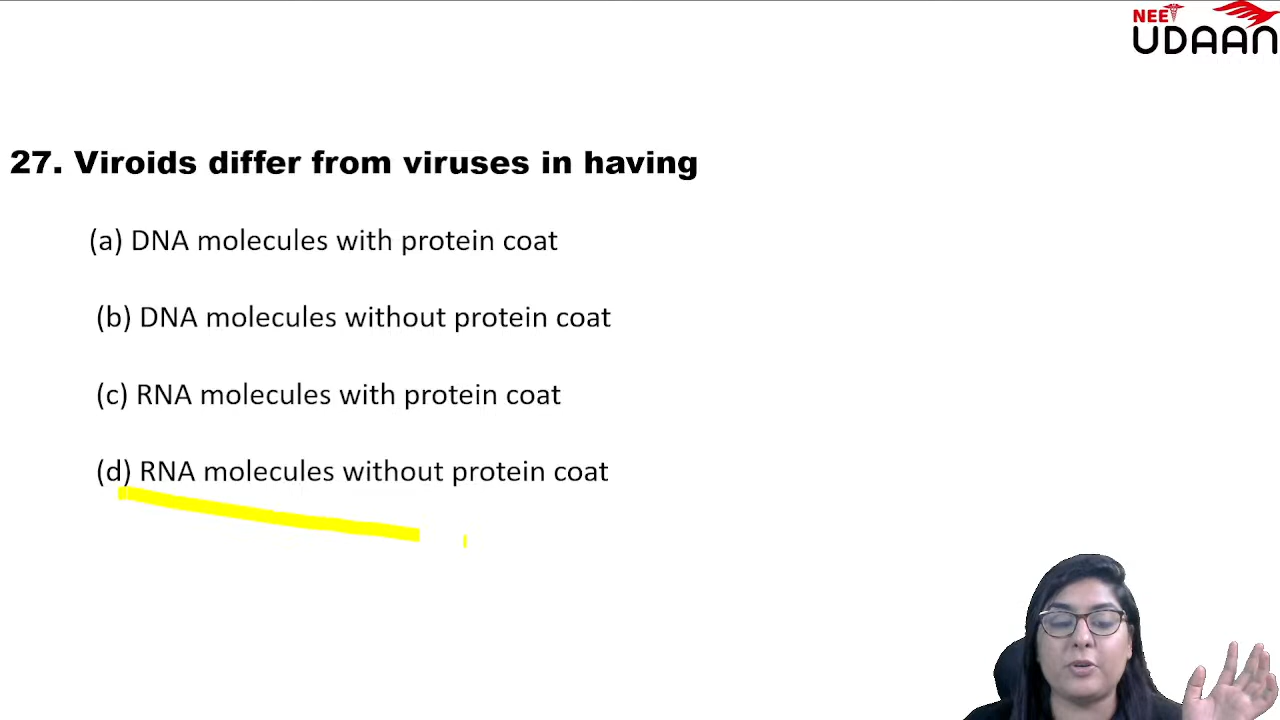 NEET
UDAAN
27. Viroids differ from viruses in having
(a) DNA molecules with protein coat
(b) DNA molecules without protein coat
(c) RNA molecules with protein coat
(d) RNA molecules without protein coat